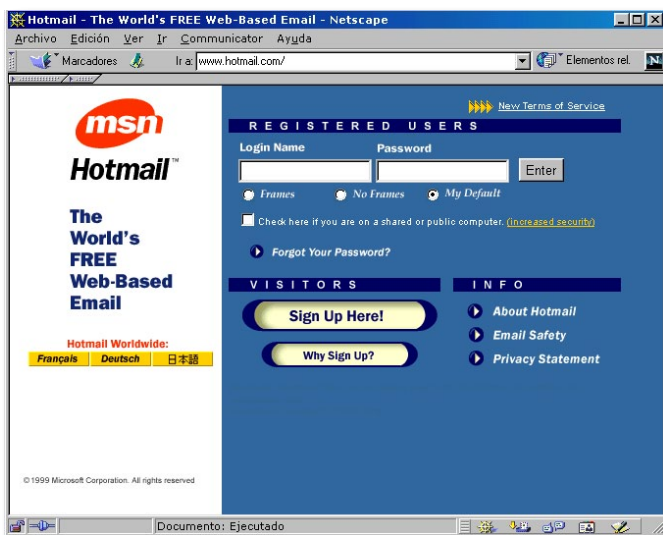 Hotmail - The World's FREE Web-Based Email - Netscape
Archivo Edición Ver Ir Communicator Ayuda
Marcadores Ir a: www.hotmail.com/ Elementos rel. N
msn
Hotmail™
The
World's
FREE
Web-Based
Email
Hotmail Worldwide:
Français Deutsch 日本語
© 1999 Microsoft Corporation. All rights reserved
New Terms of Service
REGISTERED USERS
Login Name Password
Enter
Frames No Frames My Default
Check here if you are on a shared or public computer. (increased security)
Forgot Your Password?
VISITORS
Sign Up Here!
Why Sign Up?
INFO
About Hotmail
Email Safety
Privacy Statement
Documento: Ejecutado